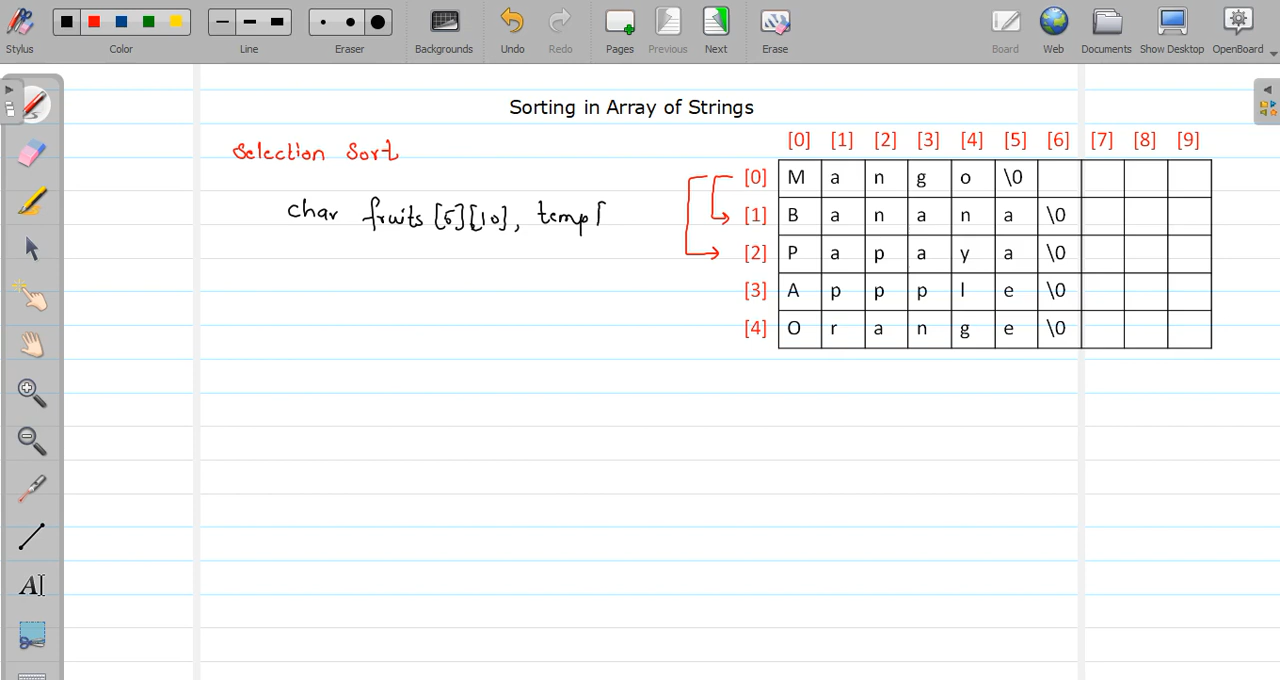 Stylus Color Line Eraser Backgrounds Undo Redo Pages Previous Next Erase Board Web Documents Show Desktop OpenBoard
Sorting in Array of Strings
Selection Sort
char fruits [5][10], temp[
[0] [1] [2] [3] [4] [5] [6] [7] [8] [9]
[0] M a n g o \0
[1] B a n a n a \0
[2] P a p a y a \0
[3] A p p p l e \0
[4] O r a n g e \0
A